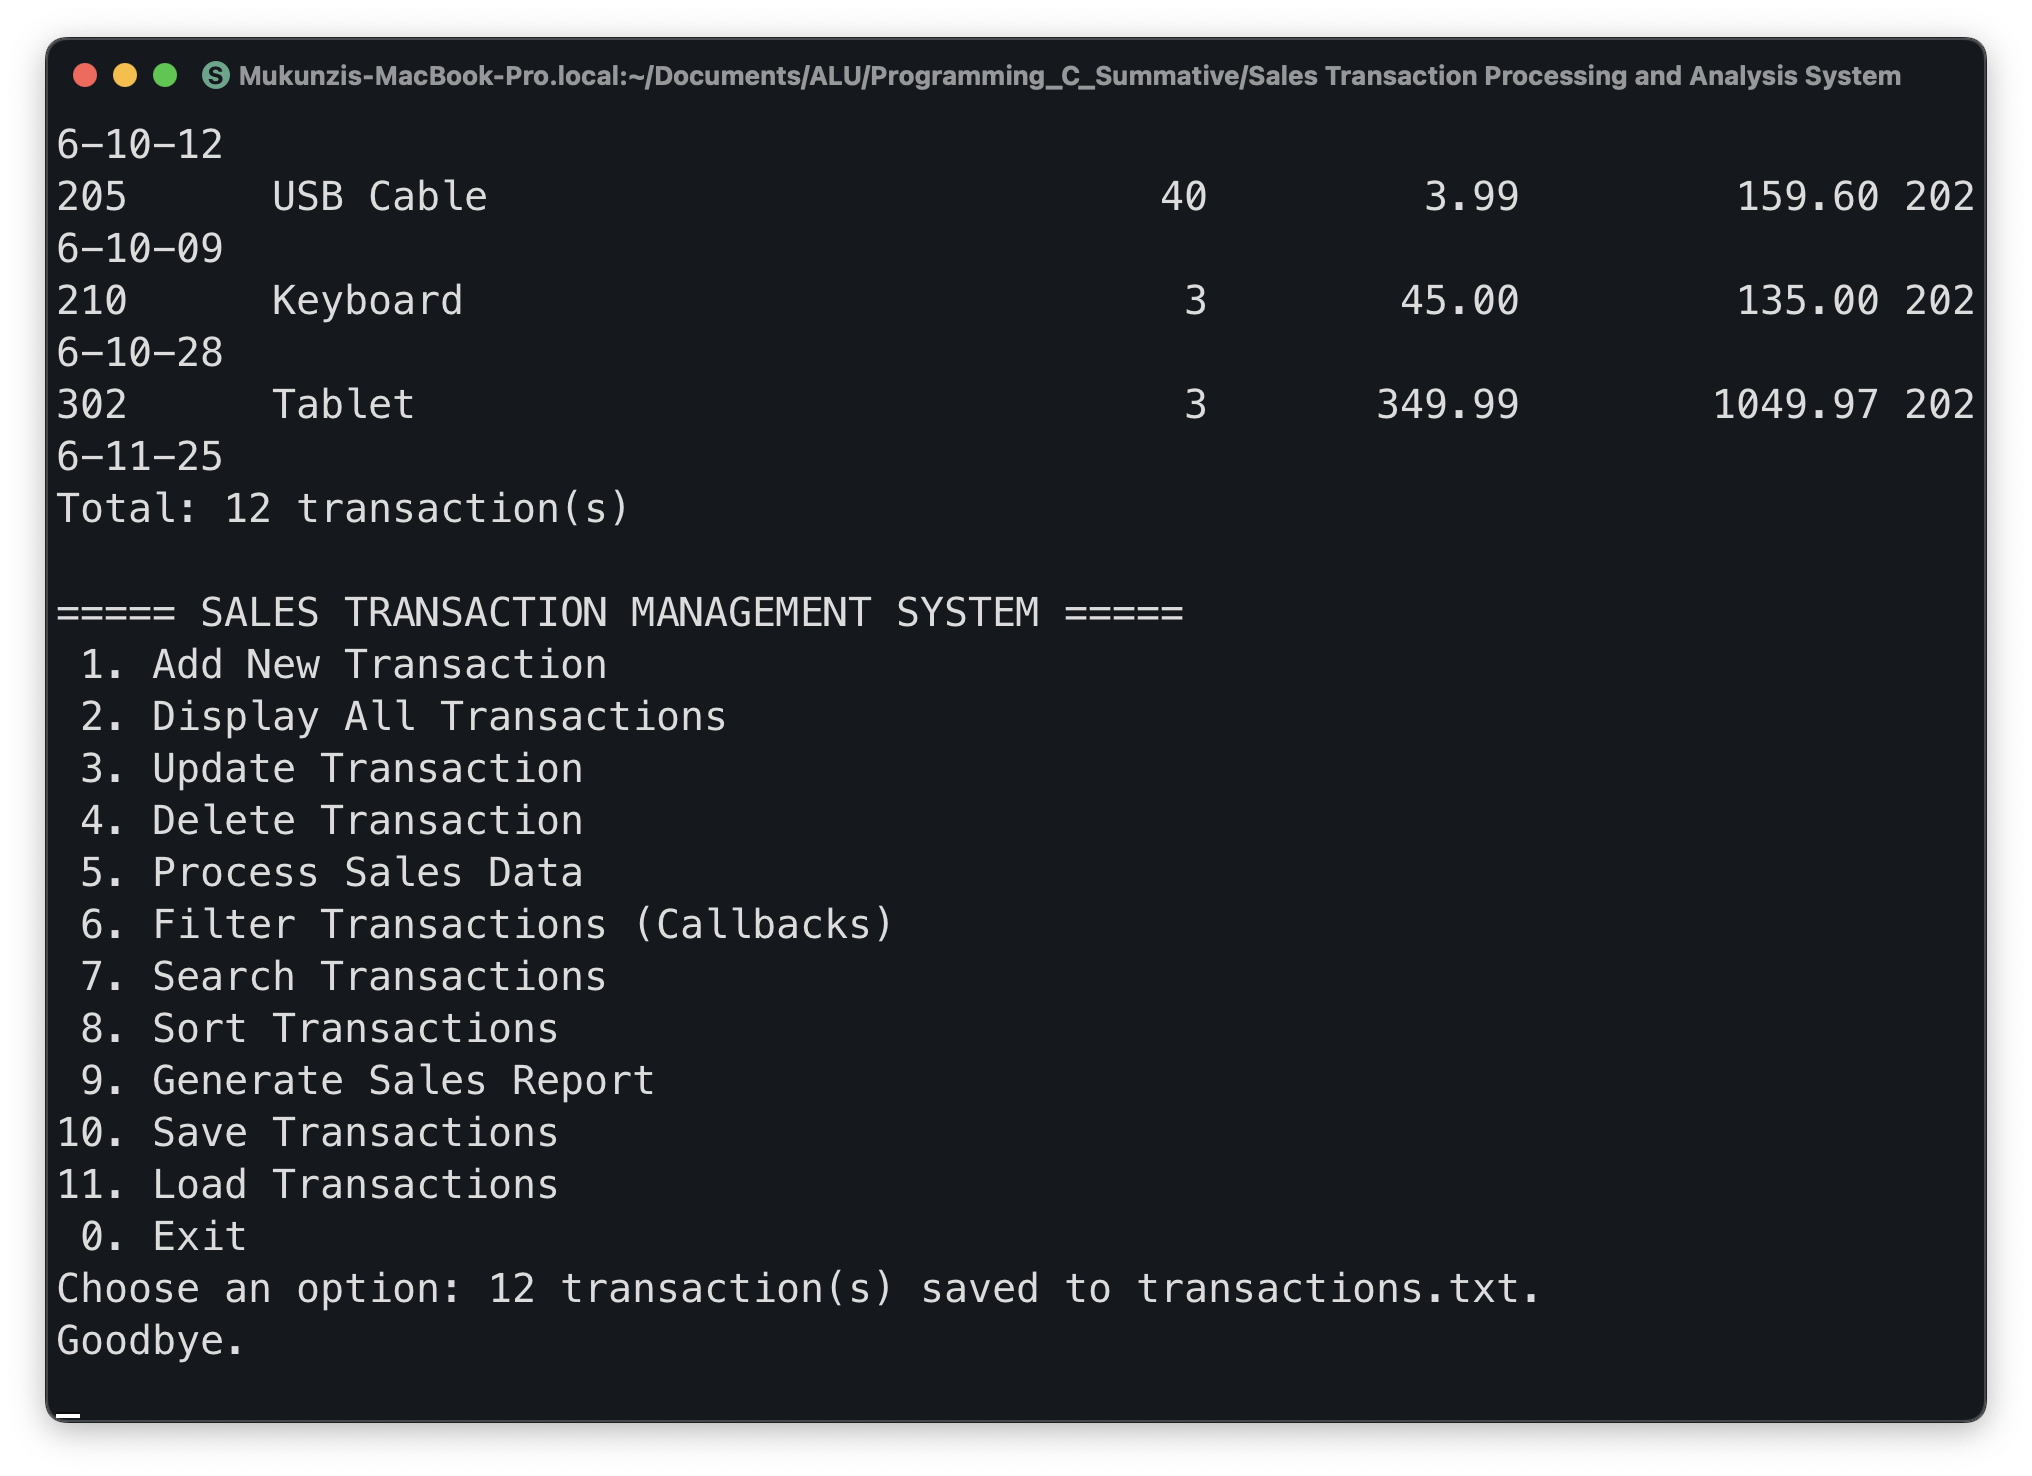 S Mukunzis-MacBook-Pro.local:~/Documents/ALU/Programming_C_Summative/Sales Transaction Processing and Analysis System
6-10-12
205      USB Cable                            40         3.99         159.60 202
6-10-09
210      Keyboard                              3        45.00         135.00 202
6-10-28
302      Tablet                                3       349.99        1049.97 202
6-11-25
Total: 12 transaction(s)

===== SALES TRANSACTION MANAGEMENT SYSTEM =====
 1. Add New Transaction
 2. Display All Transactions
 3. Update Transaction
 4. Delete Transaction
 5. Process Sales Data
 6. Filter Transactions (Callbacks)
 7. Search Transactions
 8. Sort Transactions
 9. Generate Sales Report
10. Save Transactions
11. Load Transactions
 0. Exit
Choose an option: 12 transaction(s) saved to transactions.txt.
Goodbye.